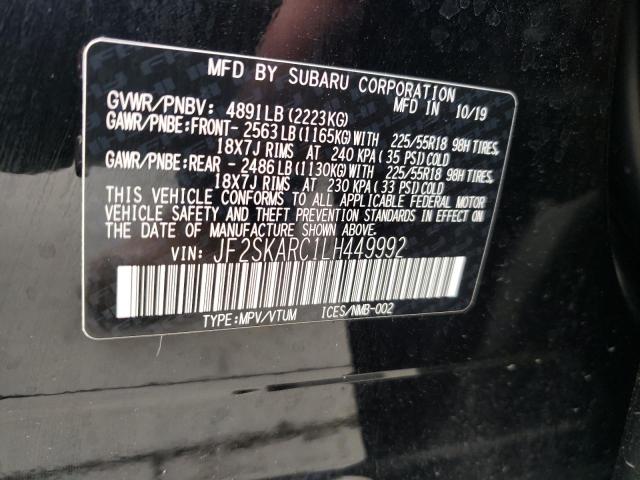 MFD BY SUBARU CORPORATION
MFD IN 10/19
GVWR/PNBV: 4891LB(2223KG)
GAWR/PNBE:FRONT- 2563LB(1165KG)WITH 225/55R18 98H TIRES,
18X7J RIMS AT 240 KPA(35 PSI)COLD
GAWR/PNBE:REAR - 2486LB(1130KG)WITH 225/55R18 98H TIRES,
18X7J RIMS AT 230 KPA(33 PSI)COLD
THIS VEHICLE CONFORMS TO ALL APPLICABLE FEDERAL MOTOR
VEHICLE SAFETY AND THEFT PREVENTION STANDARDS IN EFFECT ON
THE DATE OF MANUFACTURE SHOWN ABOVE.
VIN: JF2SKARC1LH449992
TYPE:MPV/VTUM ICES/NMB-002